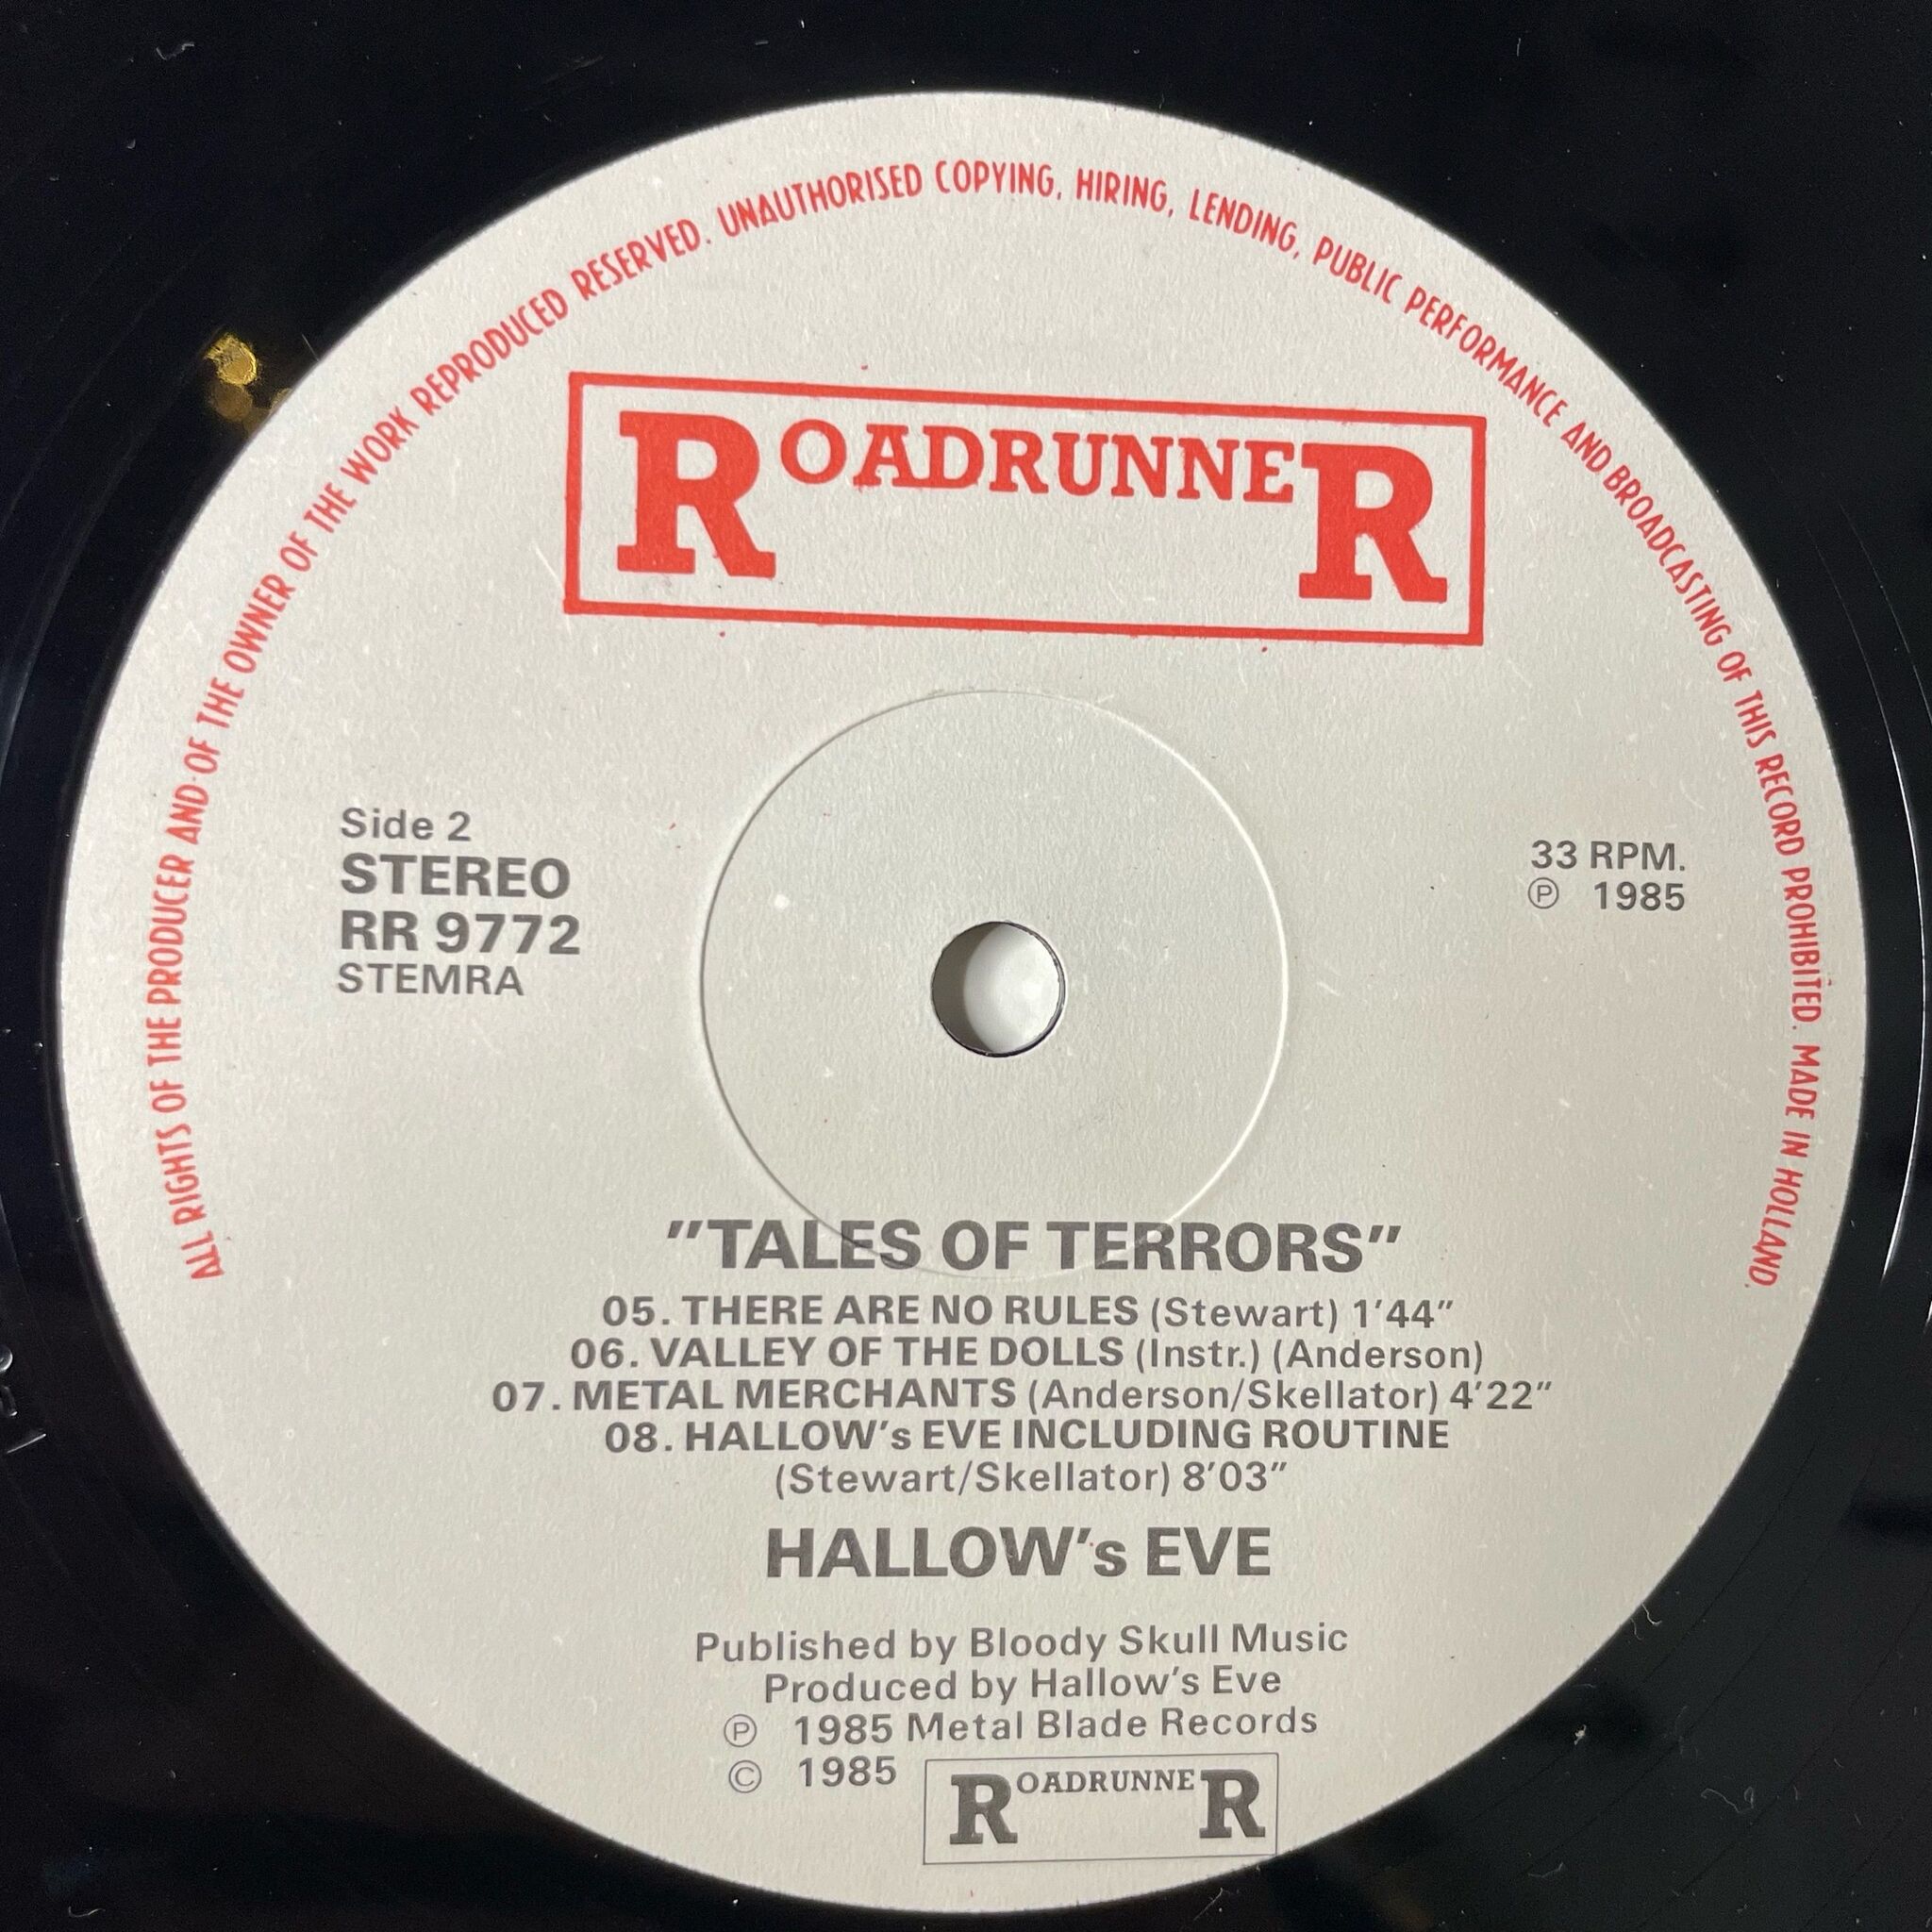 ALL RIGHTS OF THE PRODUCER AND OF THE OWNER OF THE WORK REPRODUCED RESERVED. UNAUTHORISED COPYING, HIRING, LENDING, PUBLIC PERFORMANCE AND BROADCASTING OF THIS RECORD PROHIBITED. MADE IN HOLLAND
ROADRUNNER
Side 2
STEREO
RR 9772
STEMRA
33 RPM.
℗ 1985
"TALES OF TERRORS"
05. THERE ARE NO RULES (Stewart) 1'44"
06. VALLEY OF THE DOLLS (Instr.) (Anderson)
07. METAL MERCHANTS (Anderson/Skellator) 4'22"
08. HALLOW's EVE INCLUDING ROUTINE
(Stewart/Skellator) 8'03"
HALLOW's EVE
Published by Bloody Skull Music
Produced by Hallow's Eve
℗ 1985 Metal Blade Records
© 1985 ROADRUNNER